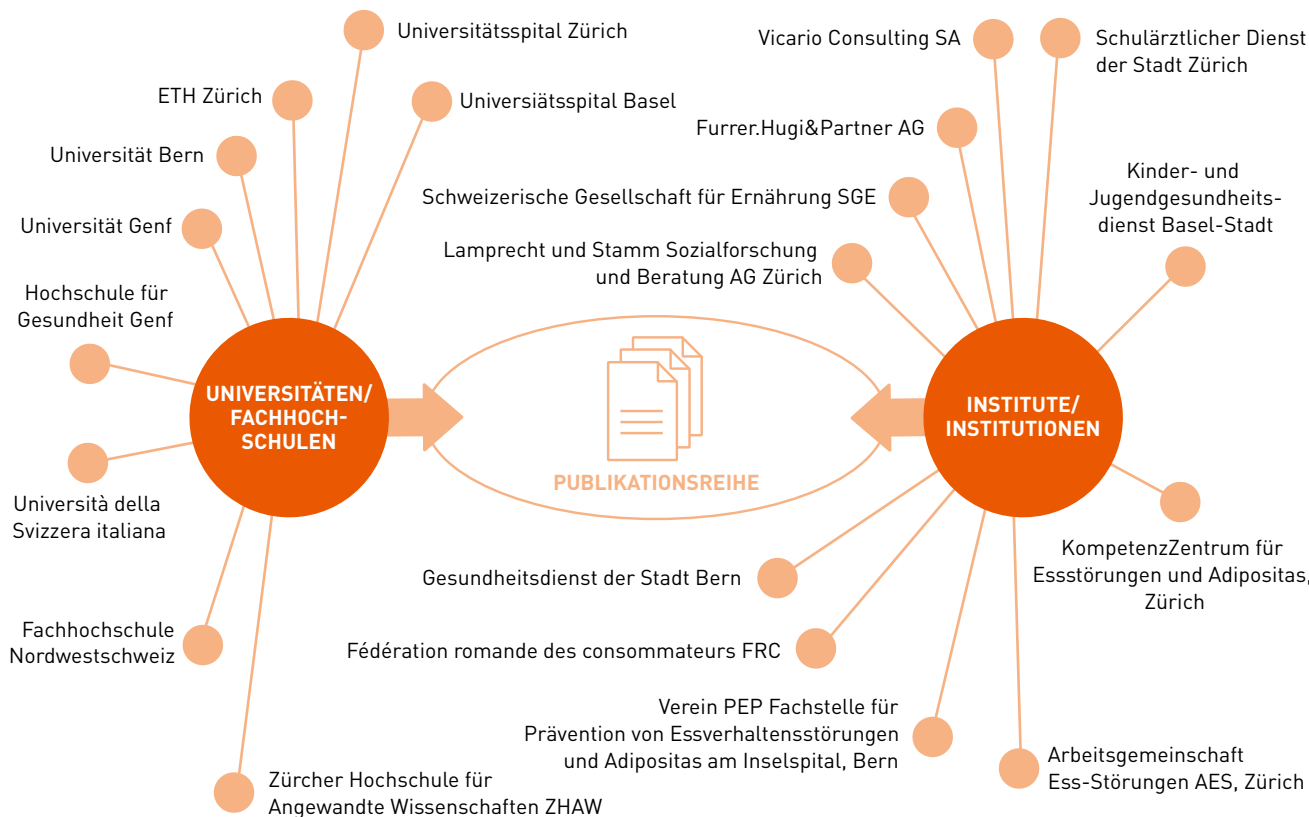 Universitätsspital Zürich
ETH Zürich
Universiätsspital Basel
Universität Bern
Universität Genf
Hochschule für
Gesundheit Genf
UNIVERSITÄTEN/
FACHHOCH-
SCHULEN
Università della
Svizzera italiana
Fachhochschule
Nordwestschweiz
Zürcher Hochschule für
Angewandte Wissenschaften ZHAW
PUBLIKATIONSREIHE
Vicario Consulting SA
Schulärztlicher Dienst
der Stadt Zürich
Furrer.Hugi&Partner AG
Kinder- und
Jugendgesundheits-
dienst Basel-Stadt
Schweizerische Gesellschaft für Ernährung SGE
Lamprecht und Stamm Sozialforschung
und Beratung AG Zürich
INSTITUTE/
INSTITUTIONEN
KompetenzZentrum für
Essstörungen und Adipositas,
Zürich
Gesundheitsdienst der Stadt Bern
Fédération romande des consommateurs FRC
Verein PEP Fachstelle für
Prävention von Essverhaltensstörungen
und Adipositas am Inselspital, Bern
Arbeitsgemeinschaft
Ess-Störungen AES, Zürich